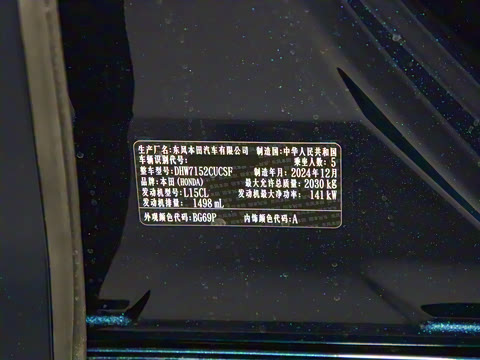 生产厂名：东风本田汽车有限公司 制造国：中华人民共和国
车辆识别代号： 乘座人数：5
整车型号：DHW7152CUCSF 制造年月：2024年12月
品牌：本田(HONDA) 最大允许总质量：2030 kg
发动机型号：L15CL 发动机最大净功率：141 kW
发动机排量：1498 mL
外观颜色代码：BG69P 内饰颜色代码：A